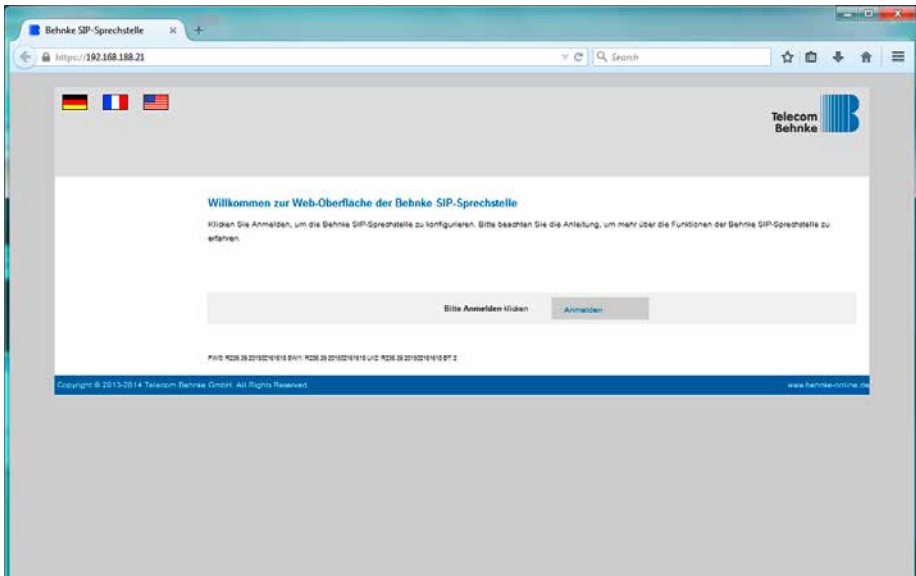 Behnke SIP-Sprechstelle
https://192.168.188.21
Search
Telecom
Behnke
Willkommen zur Web-Oberfläche der Behnke SIP-Sprechstelle
Klicken Sie Anmelden, um die Behnke SIP-Sprechstelle zu konfigurieren. Bitte beachten Sie die Anleitung, um mehr über die Funktionen der Behnke SIP-Sprechstelle zu
erfahren.
Bitte Anmelden klicken
Anmelden
Copyright © 2013-2014 Telecom Behnke GmbH. All Rights Reserved.
www.behnke-online.de